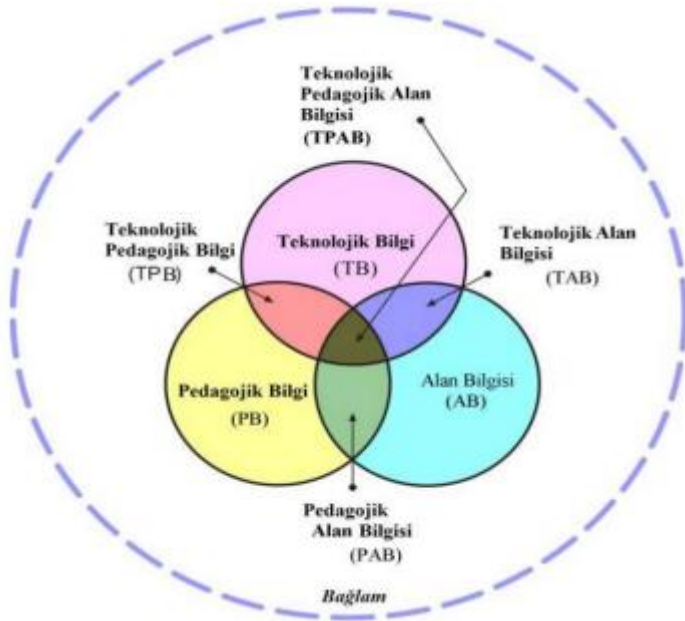 Teknolojik
Pedagojik Alan
Bilgisi
(TPAB)
Teknolojik
Pedagojik Bilgi
(TPB)
Teknolojik Bilgi
(TB)
Teknolojik Alan
Bilgisi
(TAB)
Pedagojik Bilgi
(PB)
Alan Bilgisi
(AB)
Pedagojik
Alan Bilgisi
(PAB)
Bağlam